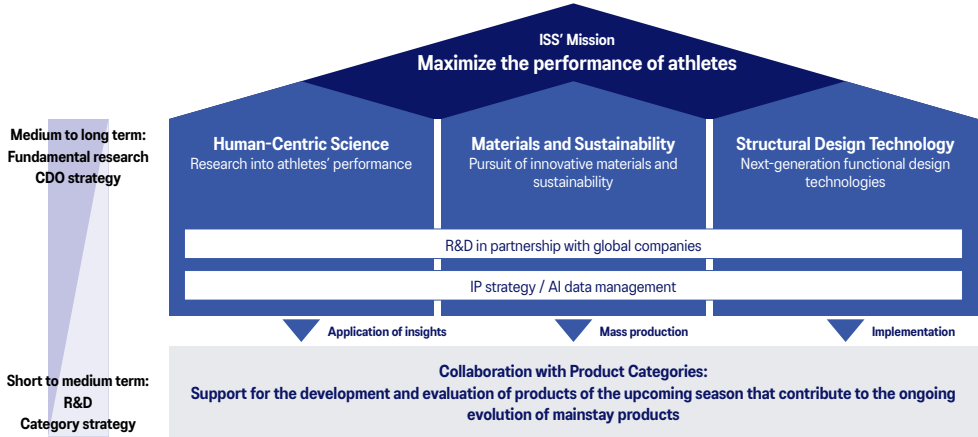 ISS’ Mission
Maximize the performance of athletes
Medium to long term:
Fundamental research
CDO strategy
Human-Centric Science
Research into athletes’ performance
Materials and Sustainability
Pursuit of innovative materials and
sustainability
Structural Design Technology
Next-generation functional design
technologies
R&D in partnership with global companies
IP strategy / AI data management
Application of insights
Mass production
Implementation
Short to medium term:
R&D
Category strategy
Collaboration with Product Categories:
Support for the development and evaluation of products of the upcoming season that contribute to the ongoing
evolution of mainstay products